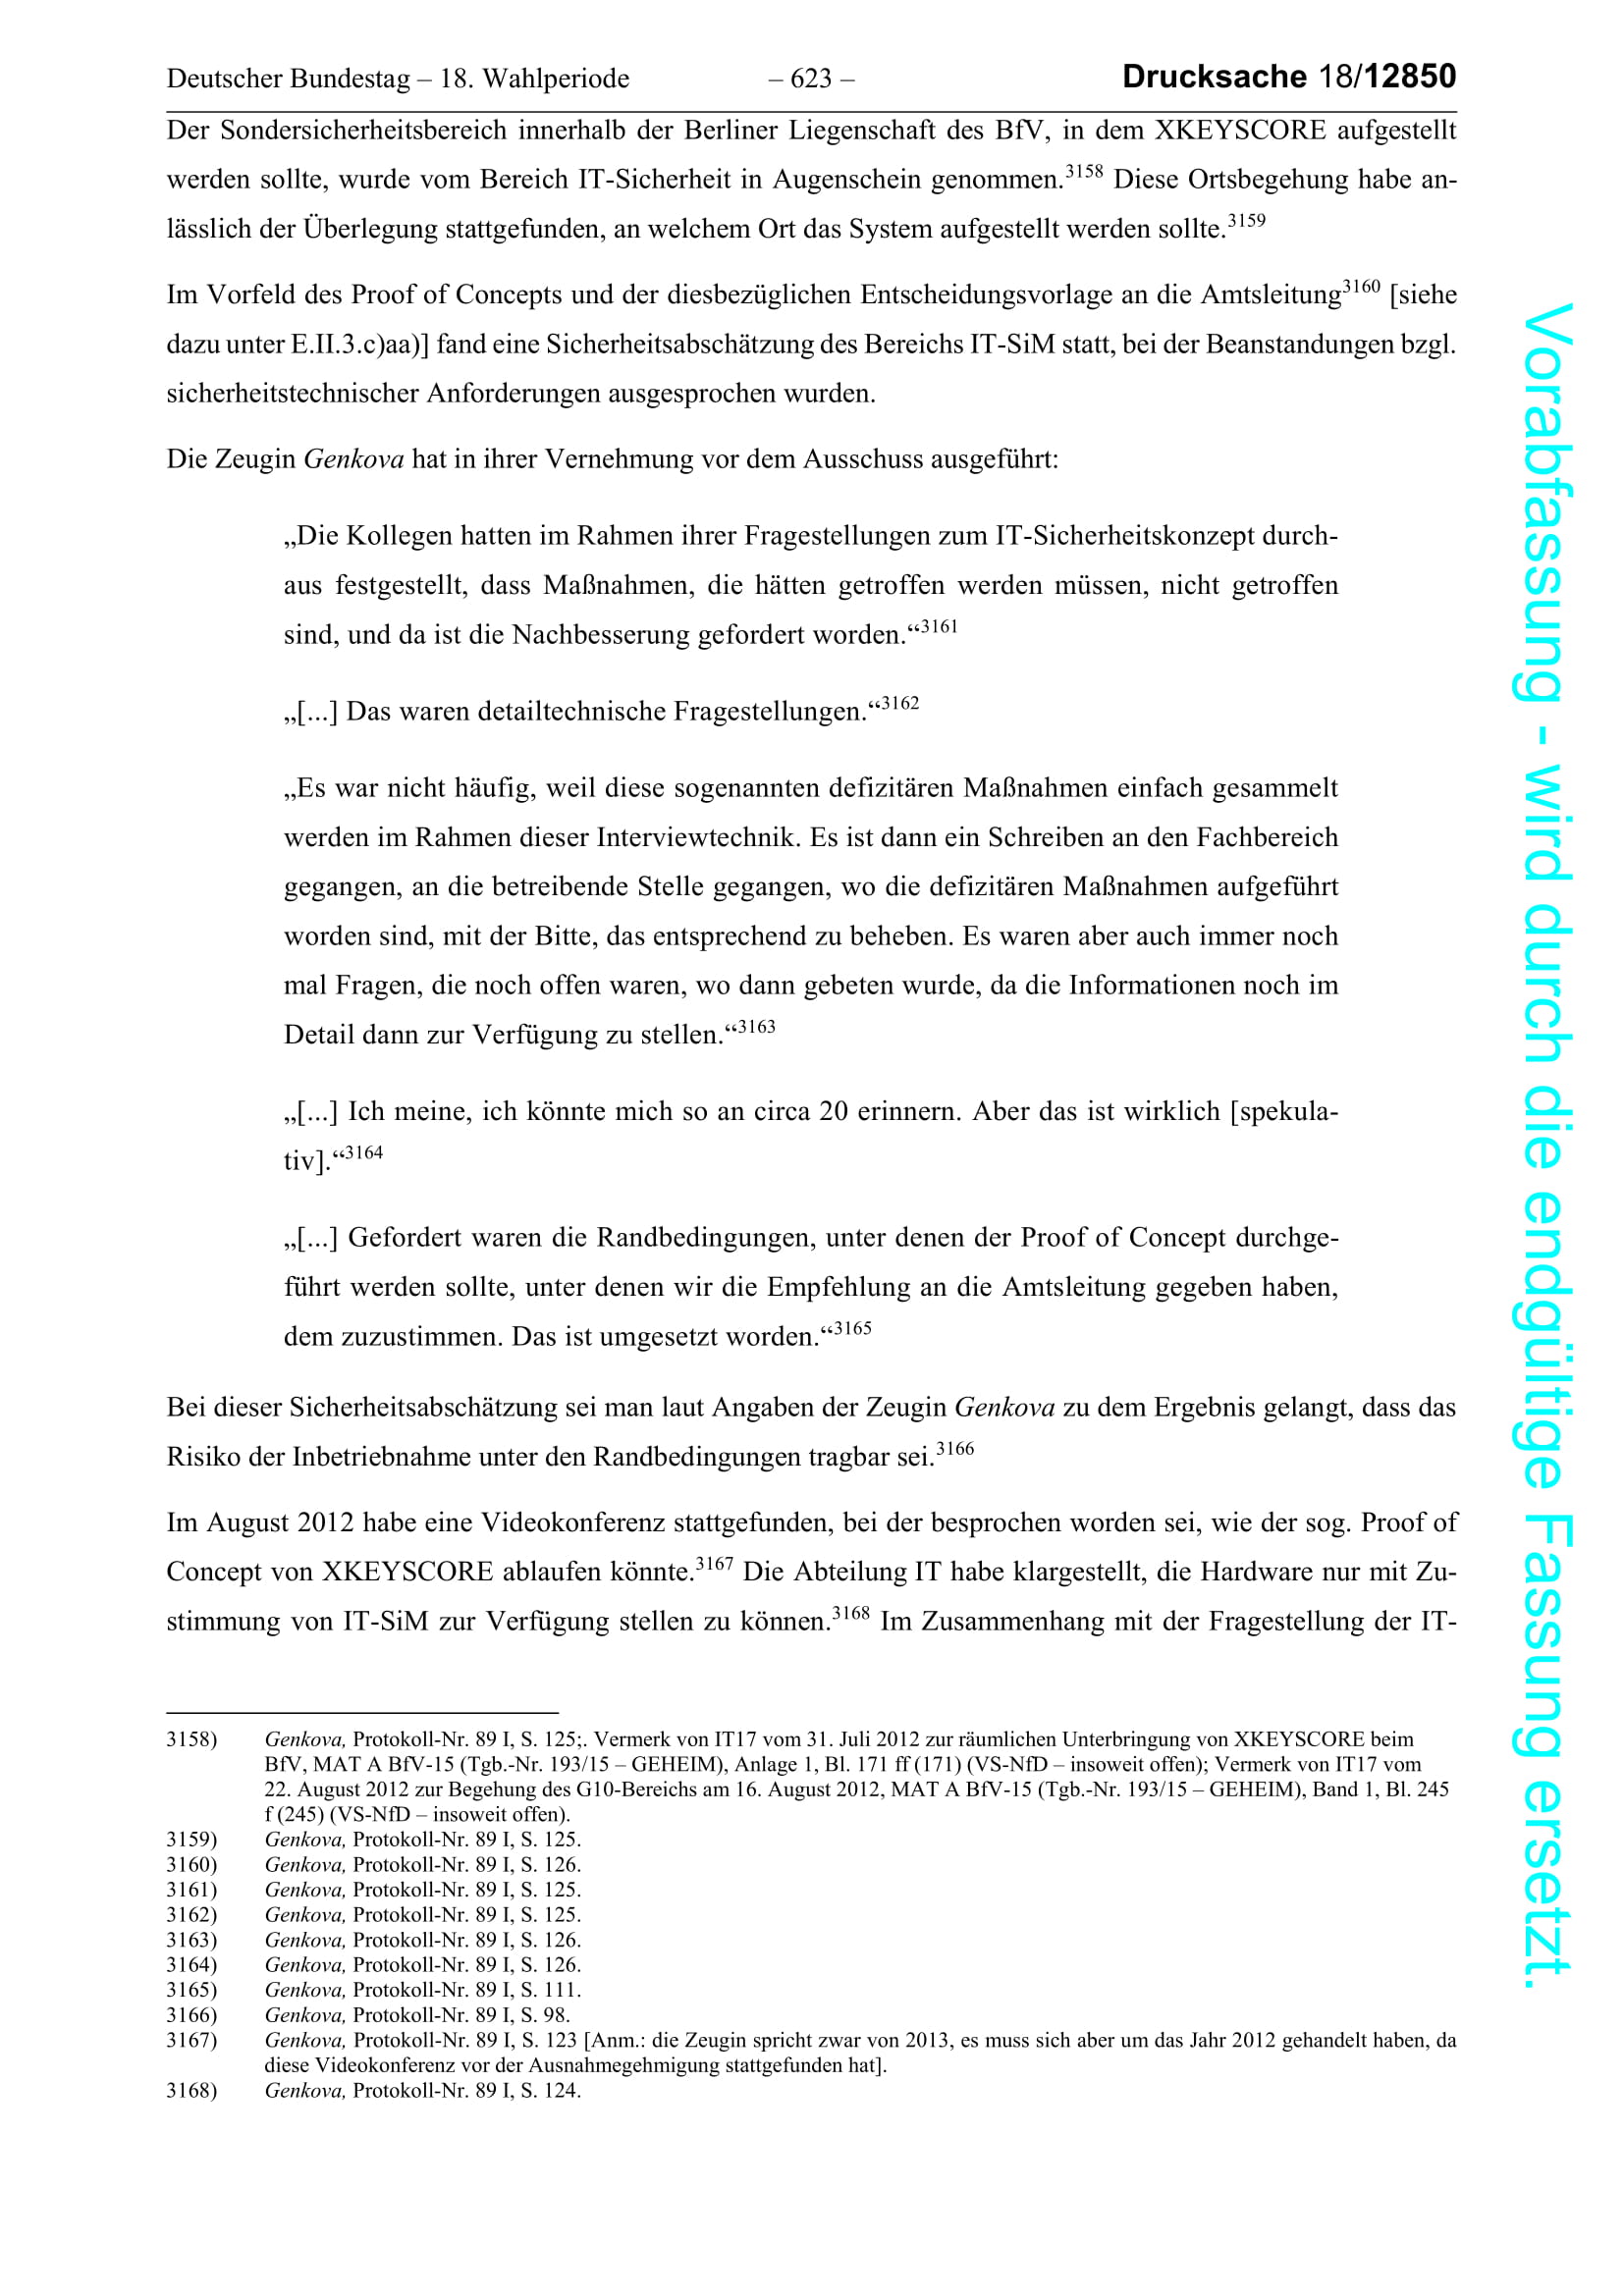 Deutscher Bundestag – 18. Wahlperiode – 623 – Drucksache 18/12850
Der Sondersicherheitsbereich innerhalb der Berliner Liegenschaft des BfV, in dem XKEYSCORE aufgestellt
werden sollte, wurde vom Bereich IT-Sicherheit in Augenschein genommen.3158 Diese Ortsbegehung habe an-
lässlich der Überlegung stattgefunden, an welchem Ort das System aufgestellt werden sollte.3159
Im Vorfeld des Proof of Concepts und der diesbezüglichen Entscheidungsvorlage an die Amtsleitung3160 [siehe
dazu unter E.II.3.c)aa)] fand eine Sicherheitsabschätzung des Bereichs IT-SiM statt, bei der Beanstandungen bzgl.
sicherheitstechnischer Anforderungen ausgesprochen wurden.
Die Zeugin Genkova hat in ihrer Vernehmung vor dem Ausschuss ausgeführt:
„Die Kollegen hatten im Rahmen ihrer Fragestellungen zum IT-Sicherheitskonzept durch-
aus festgestellt, dass Maßnahmen, die hätten getroffen werden müssen, nicht getroffen
sind, und da ist die Nachbesserung gefordert worden.“3161
„[...] Das waren detailtechnische Fragestellungen.“3162
„Es war nicht häufig, weil diese sogenannten defizitären Maßnahmen einfach gesammelt
werden im Rahmen dieser Interviewtechnik. Es ist dann ein Schreiben an den Fachbereich
gegangen, an die betreibende Stelle gegangen, wo die defizitären Maßnahmen aufgeführt
worden sind, mit der Bitte, das entsprechend zu beheben. Es waren aber auch immer noch
mal Fragen, die noch offen waren, wo dann gebeten wurde, da die Informationen noch im
Detail dann zur Verfügung zu stellen.“3163
„[...] Ich meine, ich könnte mich so an circa 20 erinnern. Aber das ist wirklich [spekula-
tiv].“3164
„[...] Gefordert waren die Randbedingungen, unter denen der Proof of Concept durchge-
führt werden sollte, unter denen wir die Empfehlung an die Amtsleitung gegeben haben,
dem zuzustimmen. Das ist umgesetzt worden.“3165
Bei dieser Sicherheitsabschätzung sei man laut Angaben der Zeugin Genkova zu dem Ergebnis gelangt, dass das
Risiko der Inbetriebnahme unter den Randbedingungen tragbar sei.3166
Im August 2012 habe eine Videokonferenz stattgefunden, bei der besprochen worden sei, wie der sog. Proof of
Concept von XKEYSCORE ablaufen könnte.3167 Die Abteilung IT habe klargestellt, die Hardware nur mit Zu-
stimmung von IT-SiM zur Verfügung stellen zu können.3168 Im Zusammenhang mit der Fragestellung der IT-
3158) Genkova, Protokoll-Nr. 89 I, S. 125;. Vermerk von IT17 vom 31. Juli 2012 zur räumlichen Unterbringung von XKEYSCORE beim
BfV, MAT A BfV-15 (Tgb.-Nr. 193/15 – GEHEIM), Anlage 1, Bl. 171 ff (171) (VS-NfD – insoweit offen); Vermerk von IT17 vom
22. August 2012 zur Begehung des G10-Bereichs am 16. August 2012, MAT A BfV-15 (Tgb.-Nr. 193/15 – GEHEIM), Band 1, Bl. 245
f (245) (VS-NfD – insoweit offen).
3159) Genkova, Protokoll-Nr. 89 I, S. 125.
3160) Genkova, Protokoll-Nr. 89 I, S. 126.
3161) Genkova, Protokoll-Nr. 89 I, S. 125.
3162) Genkova, Protokoll-Nr. 89 I, S. 125.
3163) Genkova, Protokoll-Nr. 89 I, S. 126.
3164) Genkova, Protokoll-Nr. 89 I, S. 126.
3165) Genkova, Protokoll-Nr. 89 I, S. 111.
3166) Genkova, Protokoll-Nr. 89 I, S. 98.
3167) Genkova, Protokoll-Nr. 89 I, S. 123 [Anm.: die Zeugin spricht zwar von 2013, es muss sich aber um das Jahr 2012 gehandelt haben, da
diese Videokonferenz vor der Ausnahmegehmigung stattgefunden hat].
3168) Genkova, Protokoll-Nr. 89 I, S. 124.
Vorabfassung - wird durch die endgültige Fassung ersetzt.